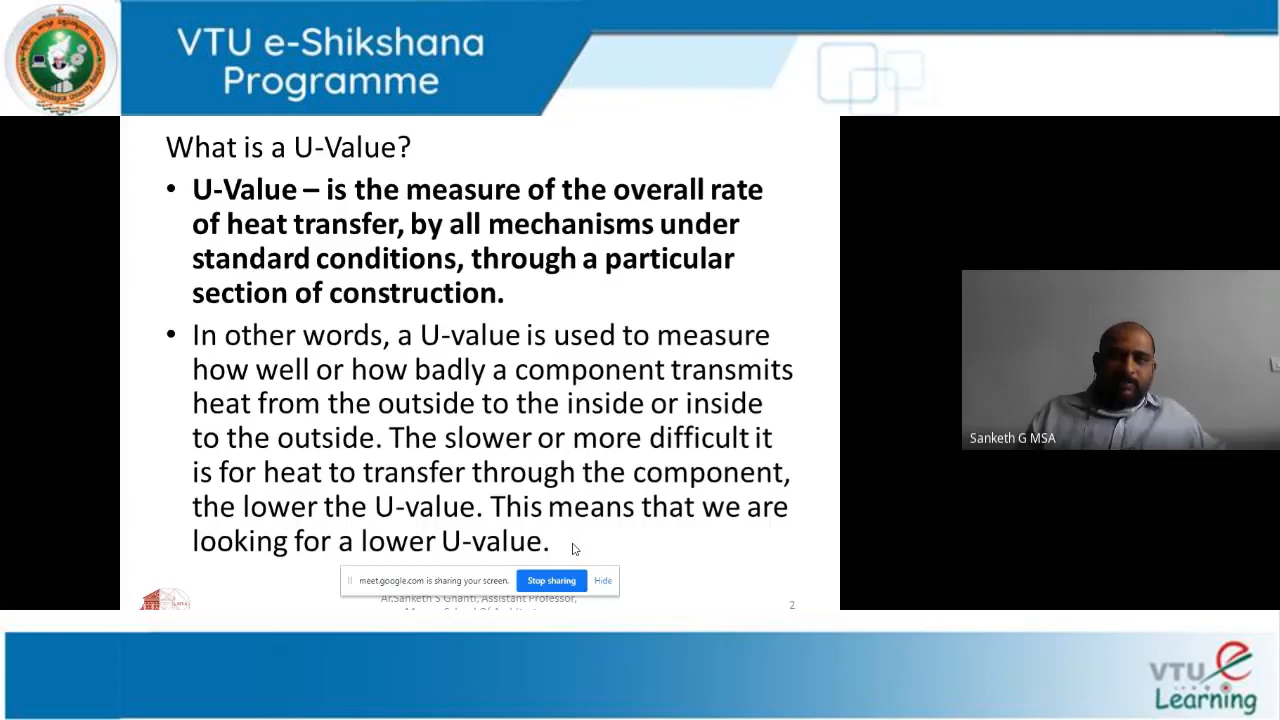 VTU e-Shikshana
Programme
What is a U-Value?
• U-Value – is the measure of the overall rate
of heat transfer, by all mechanisms under
standard conditions, through a particular
section of construction.
• In other words, a U-value is used to measure
how well or how badly a component transmits
heat from the outside to the inside or inside
to the outside. The slower or more difficult it
is for heat to transfer through the component,
the lower the U-value. This means that we are
looking for a lower U-value.
Sanketh G MSA
meet.google.com is sharing your screen. Stop sharing Hide
Ar.Sanketh S Ghanti, Assistant Professor,
2
VTU e
Learning